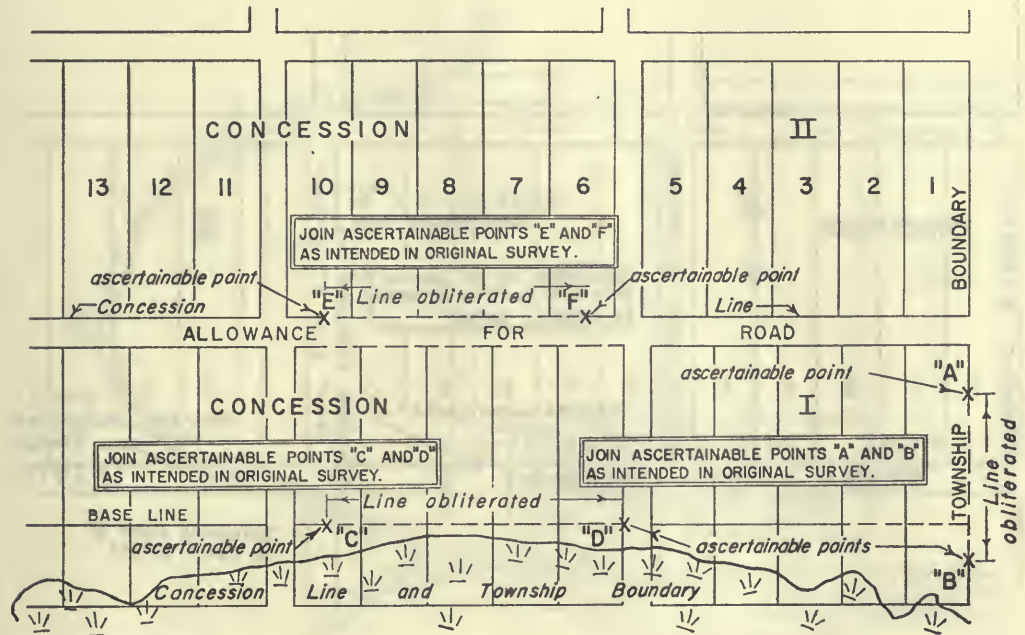 CONCESSION II
13 12 11 10 9 8 7 6 5 4 3 2 1
BOUNDARY
JOIN ASCERTAINABLE POINTS "E" AND "F"
AS INTENDED IN ORIGINAL SURVEY.
ascertainable point
ascertainable point
"E" Line obliterated "F"
Concession Line
ALLOWANCE FOR ROAD
ascertainable point "A"
CONCESSION I
TOWNSHIP
Line obliterated
JOIN ASCERTAINABLE POINTS "C" AND "D"
AS INTENDED IN ORIGINAL SURVEY.
JOIN ASCERTAINABLE POINTS "A" AND "B"
AS INTENDED IN ORIGINAL SURVEY.
Line obliterated
BASE LINE
ascertainable point "C" "D" ascertainable points
"B"
Concession Line and Township Boundary